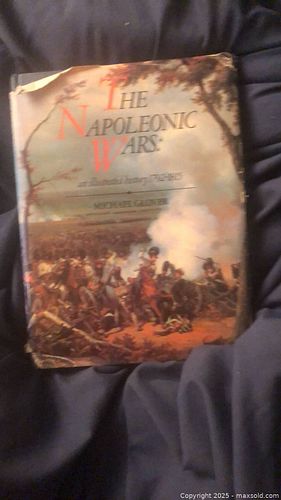 THE
NAPOLEONIC
WARS:
an illustrated history 1792-1815
MICHAEL GLOVER
Copyright © 2025 - maxsold.com